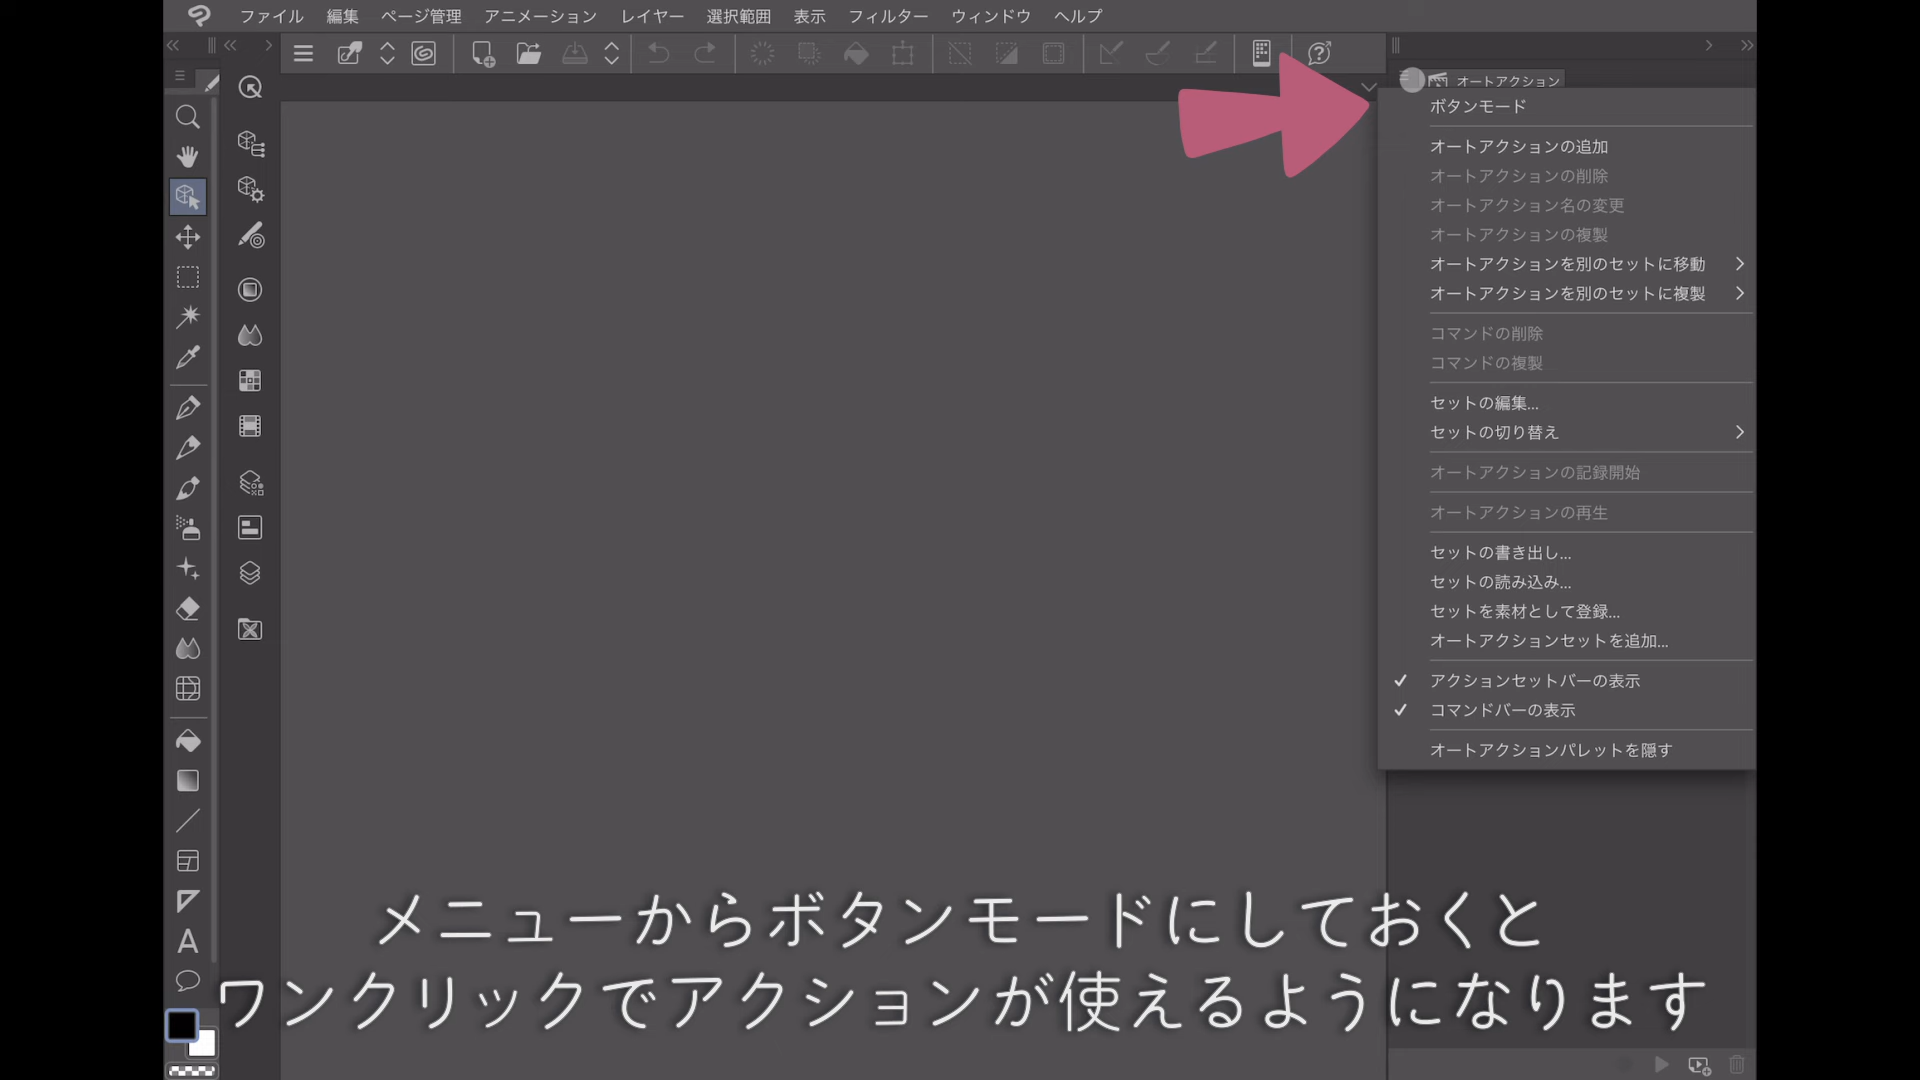 ファイル 編集 ページ管理 アニメーション レイヤー 選択範囲 表示 フィルター ウィンドウ ヘルプ
オートアクション
ボタンモード
オートアクションの追加
オートアクションの削除
オートアクション名の変更
オートアクションの複製
オートアクションを別のセットに移動
オートアクションを別のセットに複製
コマンドの削除
コマンドの複製
セットの編集...
セットの切り替え
オートアクションの記録開始
オートアクションの再生
セットの書き出し...
セットの読み込み...
セットを素材として登録...
オートアクションセットを追加...
アクションセットバーの表示
コマンドバーの表示
オートアクションパレットを隠す
メニューからボタンモードにしておくと
ワンクリックでアクションが使えるようになります